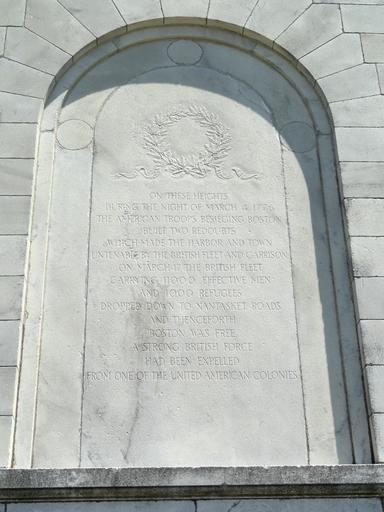 ON THESE HEIGHTS
DURING THE NIGHT OF MARCH 4 1776
THE AMERICAN TROOPS BESIEGING BOSTON
BUILT TWO REDOUBTS
WHICH MADE THE HARBOR AND TOWN
UNTENABLE BY THE BRITISH FLEET AND GARRISON
ON MARCH 17 THE BRITISH FLEET
CARRYING 11000 EFFECTIVE MEN
AND 1000 REFUGEES
DROPPED DOWN TO NANTASKET ROADS
AND THENCEFORTH
BOSTON WAS FREE
A STRONG BRITISH FORCE
HAD BEEN EXPELLED
FROM ONE OF THE UNITED AMERICAN COLONIES